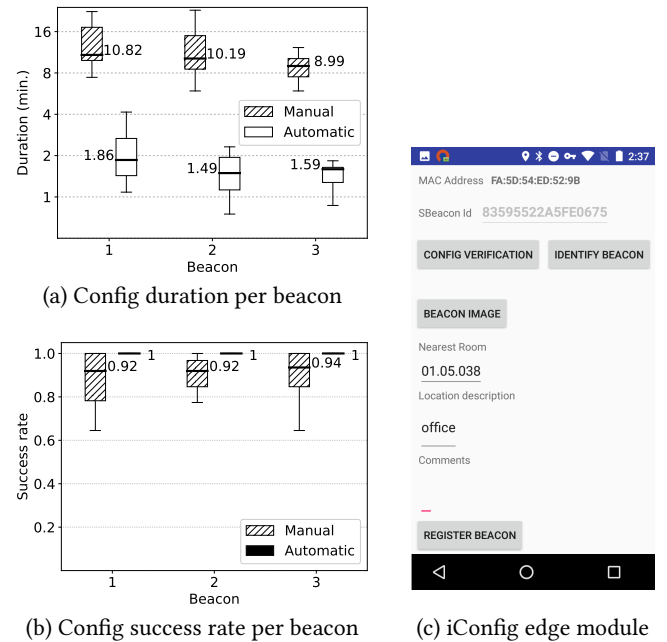 16
8
4
2
1
Duration (min.)
10.82
10.19
8.99
Manual
Automatic
1.86
1.49
1.59
1 2 3
Beacon
(a) Config duration per beacon
1.0
0.8
0.6
0.4
0.2
Success rate
0.92
1
0.92
1
0.94
1
Manual
Automatic
1 2 3
Beacon
(b) Config success rate per beacon
2:37
MAC Address FA:5D:54:ED:52:9B
SBeacon Id 83595522A5FE0675
CONFIG VERIFICATION IDENTIFY BEACON
BEACON IMAGE
Nearest Room
01.05.038
Location description
office
Comments
REGISTER BEACON
(c) iConfig edge module